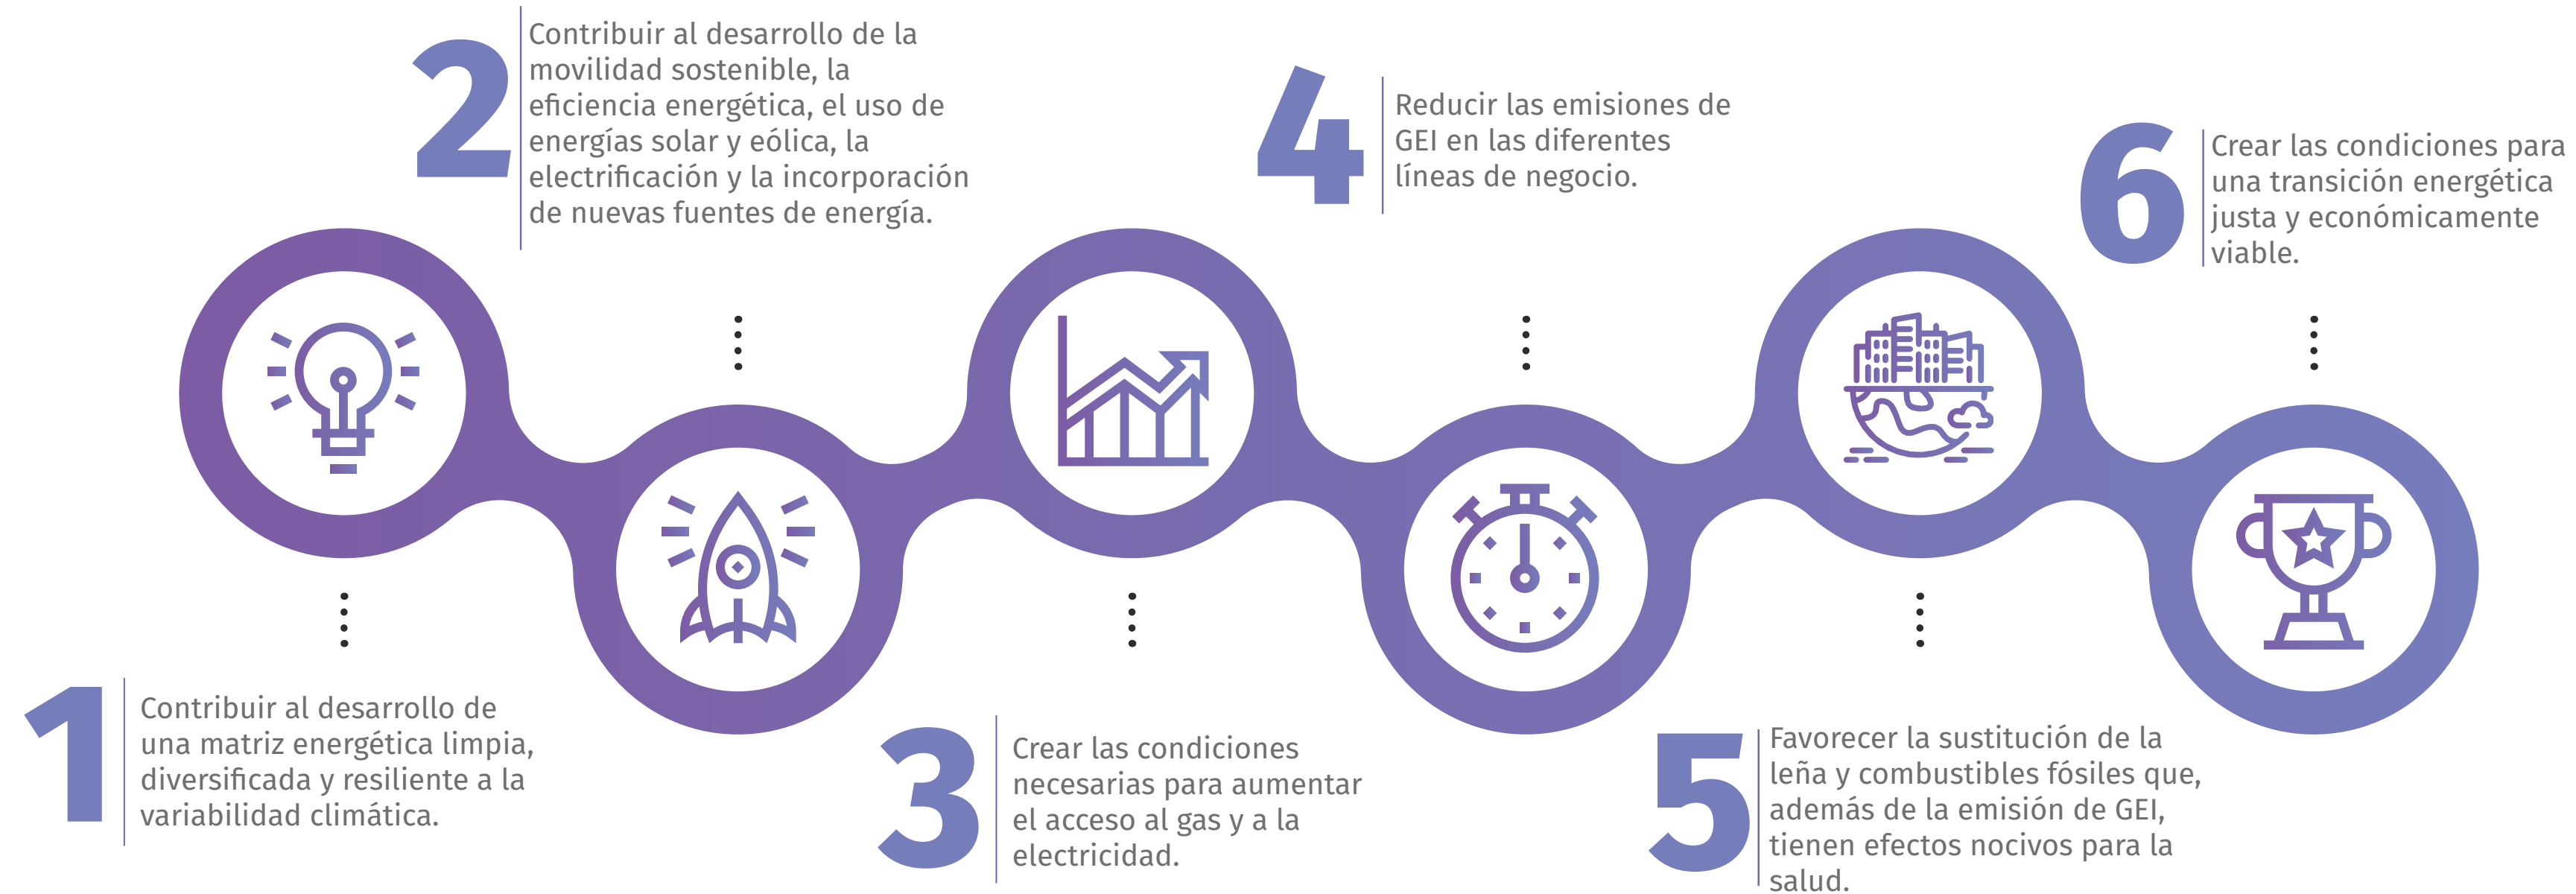 1
Contribuir al desarrollo de
una matriz energética limpia,
diversificada y resiliente a la
variabilidad climática.
2
Contribuir al desarrollo de la
movilidad sostenible, la
eficiencia energética, el uso de
energías solar y eólica, la
electrificación y la incorporación
de nuevas fuentes de energía.
3
Crear las condiciones
necesarias para aumentar
el acceso al gas y a la
electricidad.
4
Reducir las emisiones de
GEI en las diferentes
líneas de negocio.
5
Favorecer la sustitución de la
leña y combustibles fósiles que,
además de la emisión de GEI,
tienen efectos nocivos para la
salud.
6
Crear las condiciones para
una transición energética
justa y económicamente
viable.